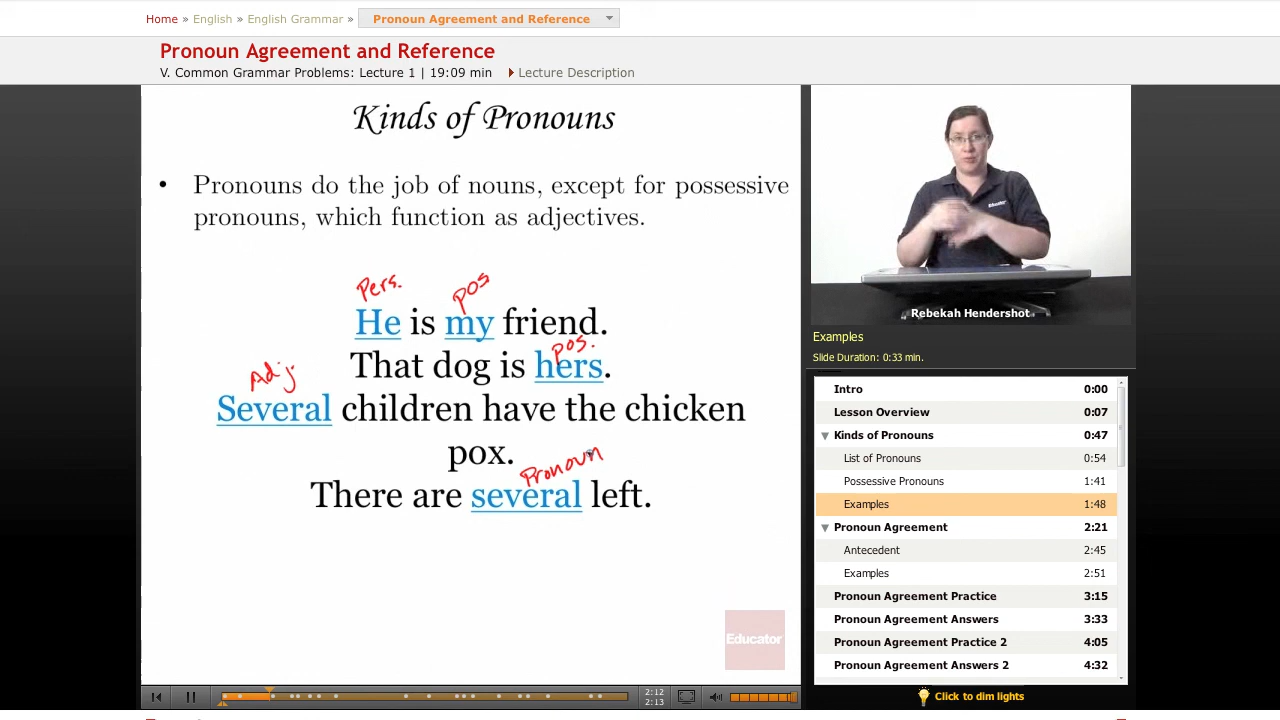 Home » English » English Grammar » Pronoun Agreement and Reference
Pronoun Agreement and Reference
V. Common Grammar Problems: Lecture 1 | 19:09 min Lecture Description
Kinds of Pronouns
• Pronouns do the job of nouns, except for possessive
pronouns, which function as adjectives.
Pers. pos
He is my friend.
pos.
That dog is hers.
Adj.
Several children have the chicken
pox.
Pronoun
There are several left.
Educator
Educator
Rebekah Hendershot
Examples
Slide Duration: 0:33 min.
Intro 0:00
Lesson Overview 0:07
Kinds of Pronouns 0:47
List of Pronouns 0:54
Possessive Pronouns 1:41
Examples 1:48
Pronoun Agreement 2:21
Antecedent 2:45
Examples 2:51
Pronoun Agreement Practice 3:15
Pronoun Agreement Answers 3:33
Pronoun Agreement Practice 2 4:05
Pronoun Agreement Answers 2 4:32
2:12
2:13
Click to dim lights